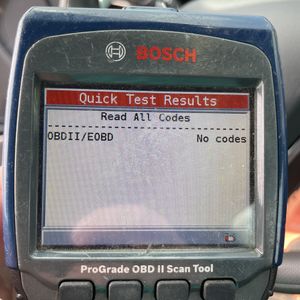 BOSCH
Quick Test Results
Read All Codes
OBDII/EOBD No codes
ProGrade OBD II Scan Tool